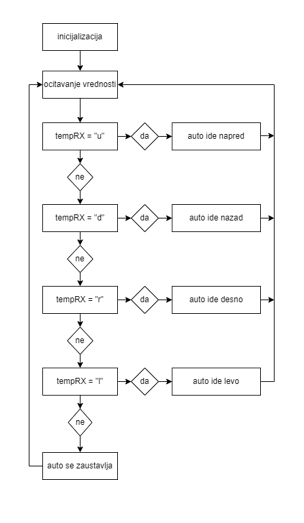 inicijalizacija
ocitavanje vrednosti
tempRX = "u"
da
auto ide napred
ne
tempRX = "d"
da
auto ide nazad
ne
tempRX = "r"
da
auto ide desno
ne
tempRX = "l"
da
auto ide levo
ne
auto se zaustavlja